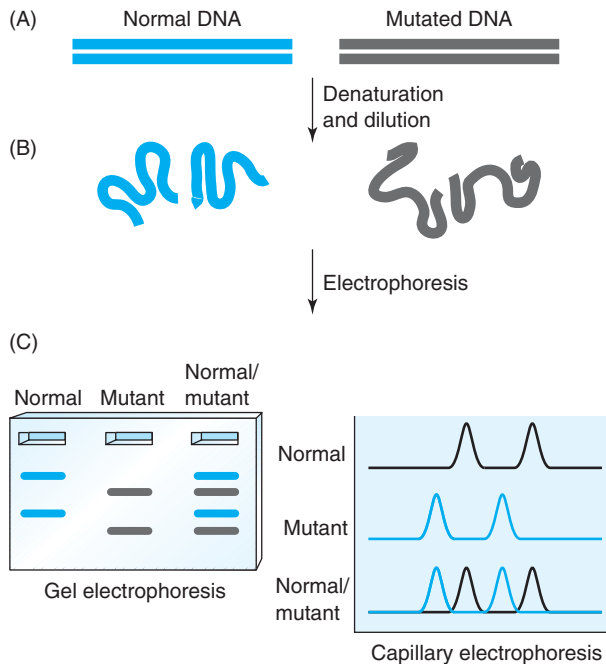 (A)
Normal DNA
Mutated DNA
Denaturation
and dilution
(B)
Electrophoresis
(C)
Normal
Mutant
Normal/
mutant
Gel electrophoresis
Normal
Mutant
Normal/
mutant
Capillary electrophoresis